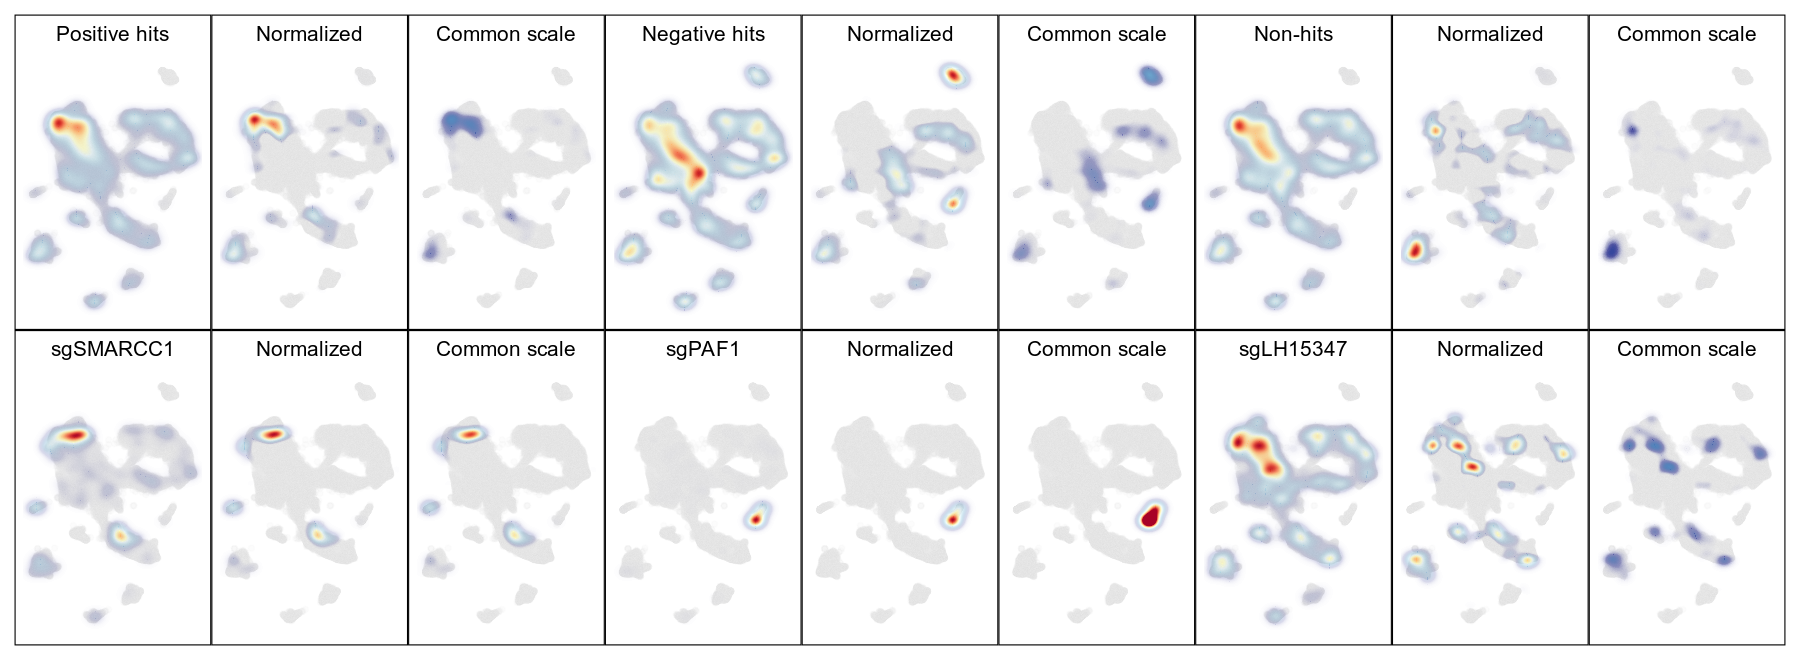 Positive hits
Normalized
Common scale
Negative hits
Normalized
Common scale
Non-hits
Normalized
Common scale
sgSMARCC1
Normalized
Common scale
sgPAF1
Normalized
Common scale
sgLH15347
Normalized
Common scale